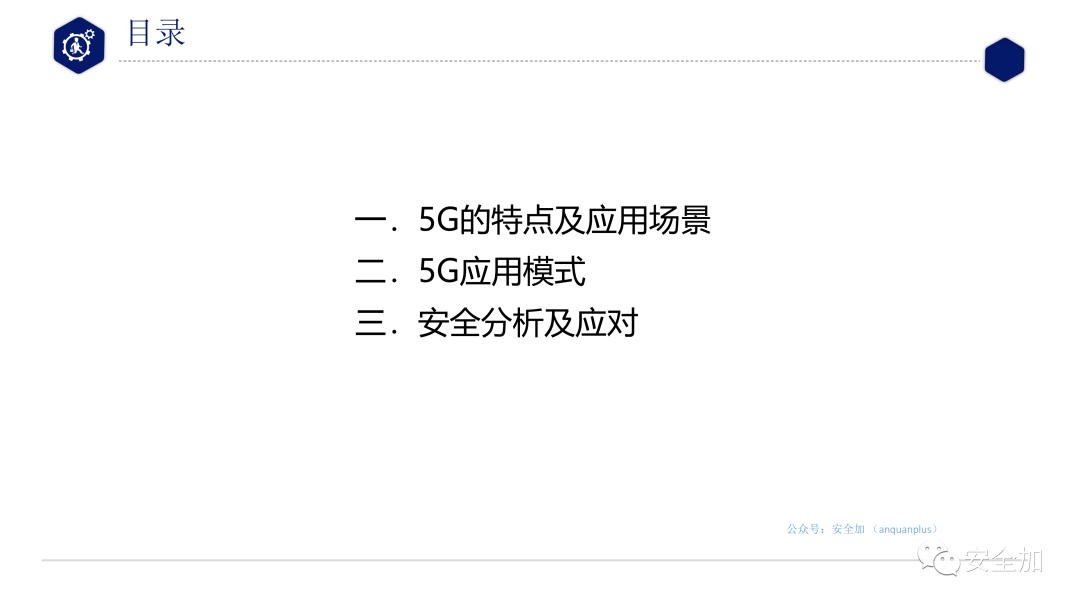 目录
一．5G的特点及应用场景
二．5G应用模式
三．安全分析及应对
公众号：安全加 （anquanplus）
安全加